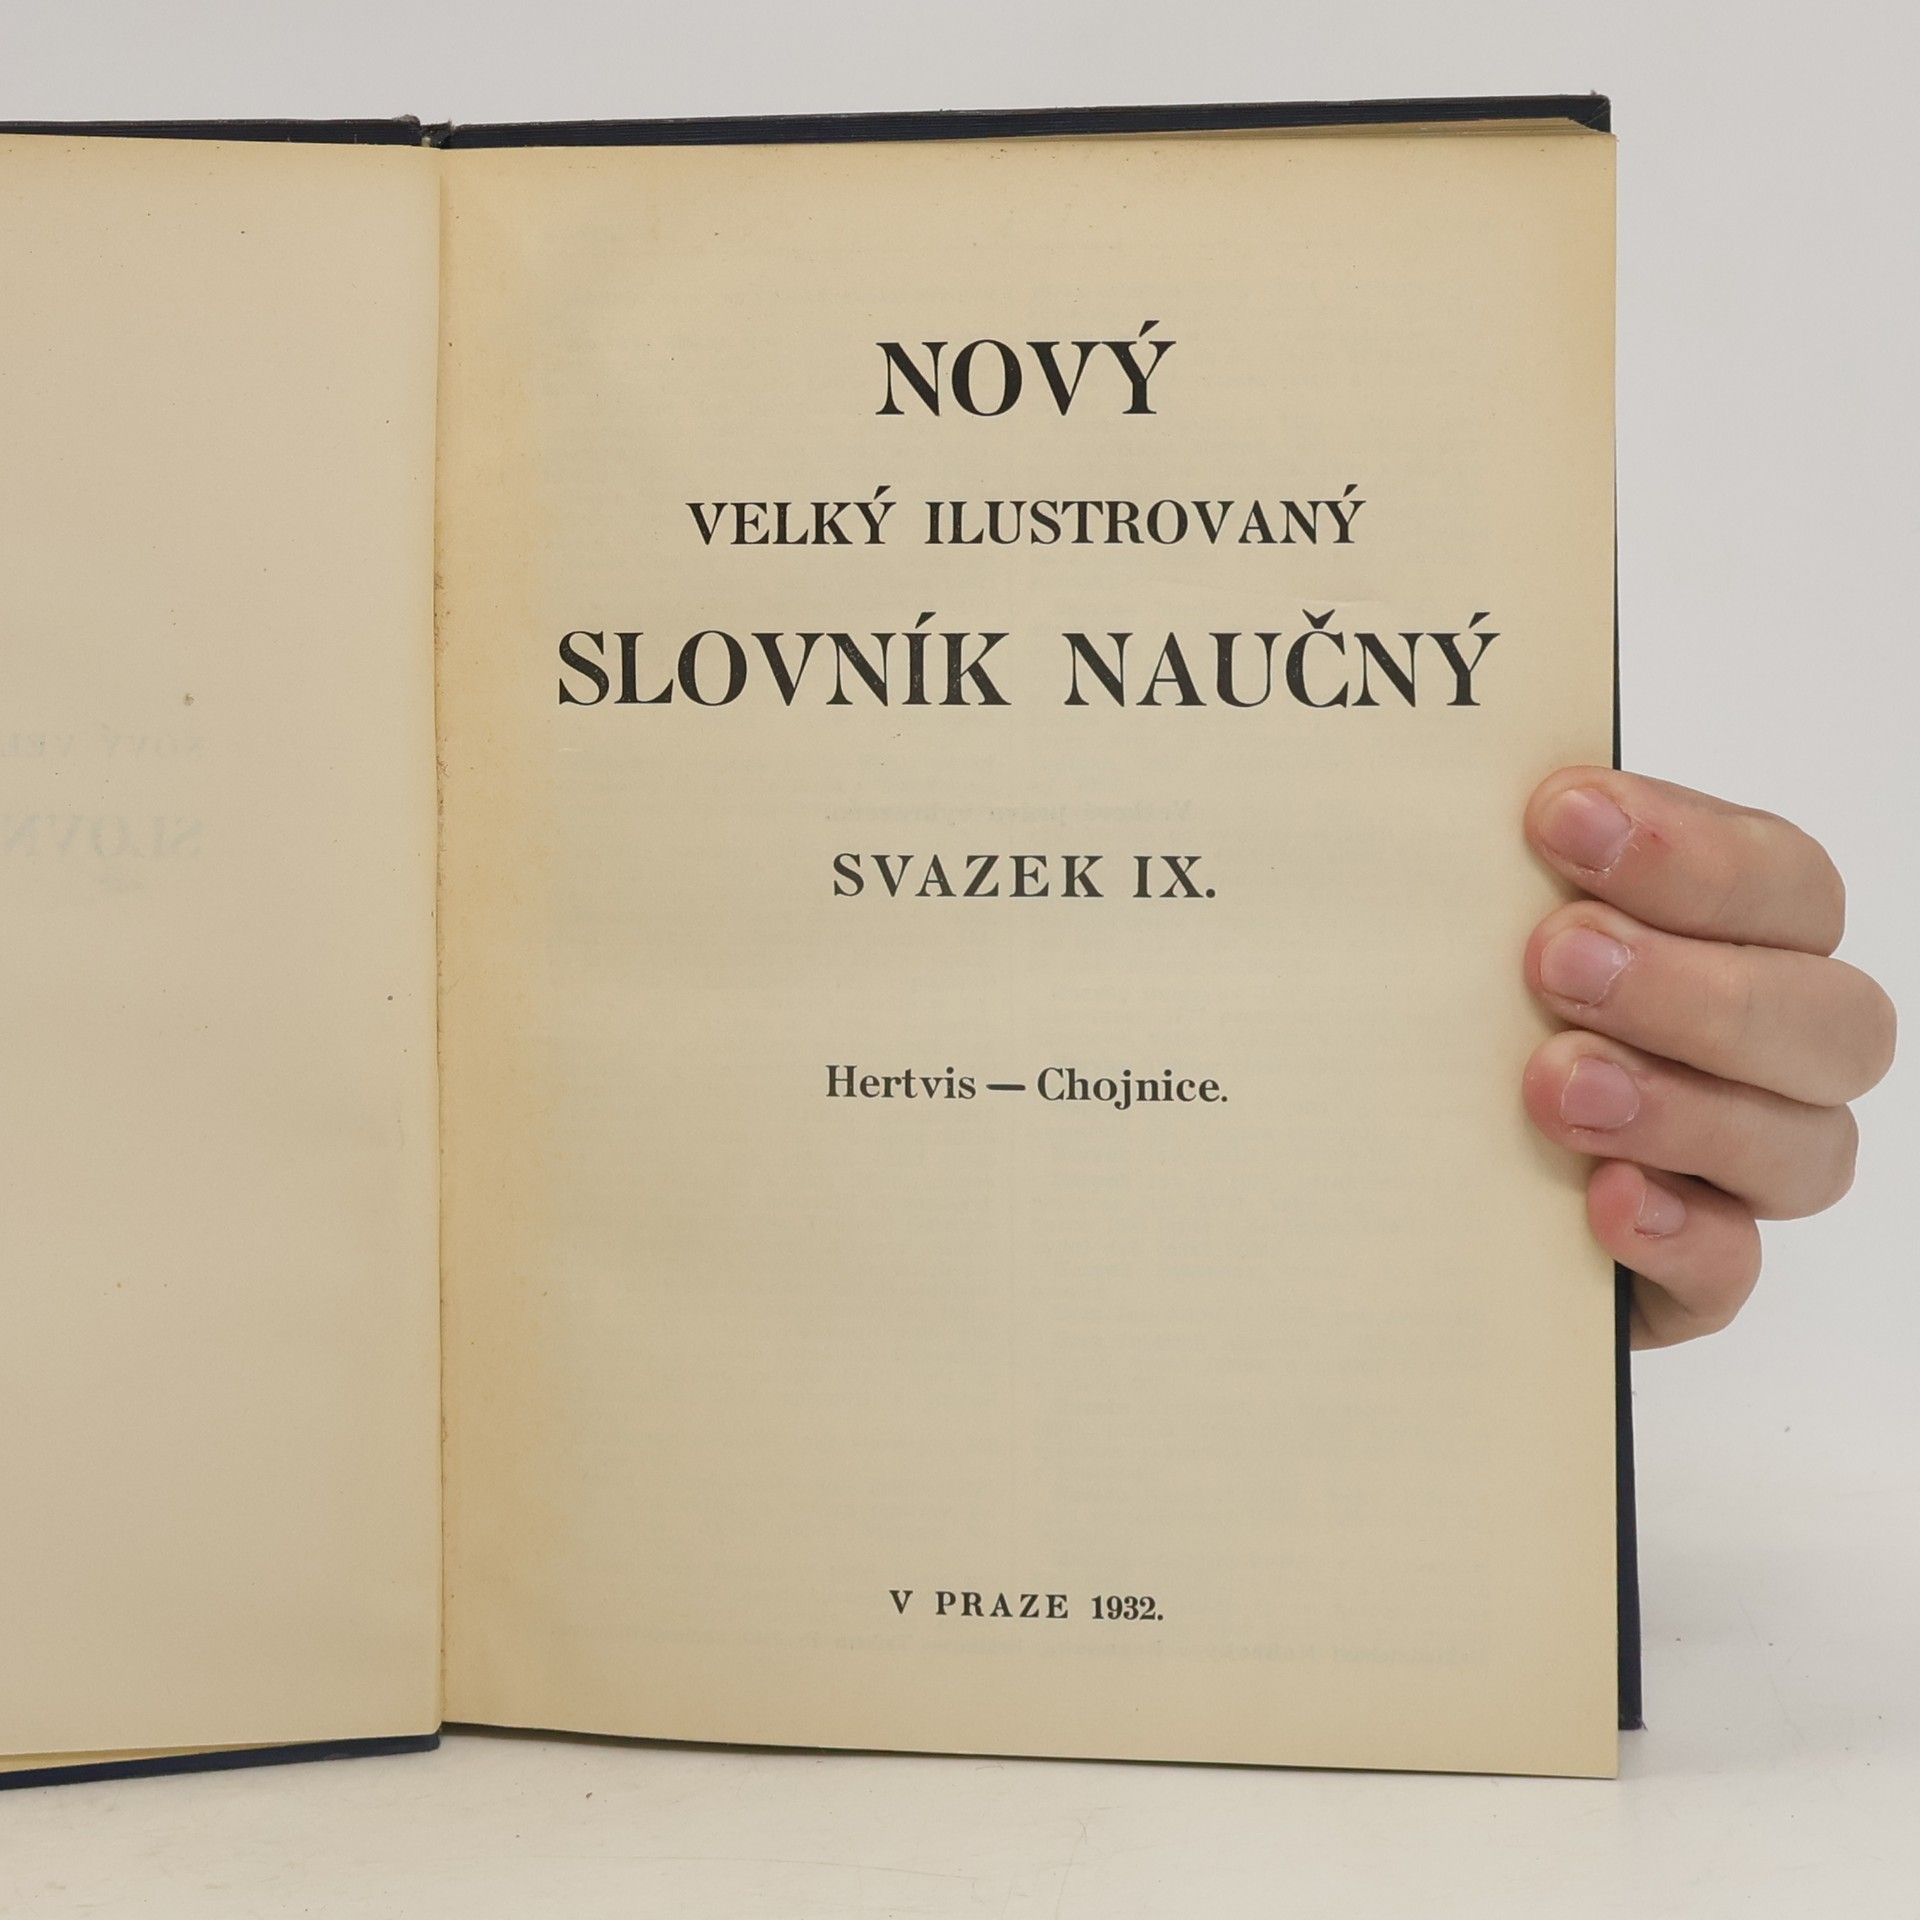 NOVÝ
VELKÝ ILUSTROVANÝ
SLOVNÍK NAUČNÝ
SVAZEK IX.
Hertvis — Chojnice.
V PRAZE 1932.